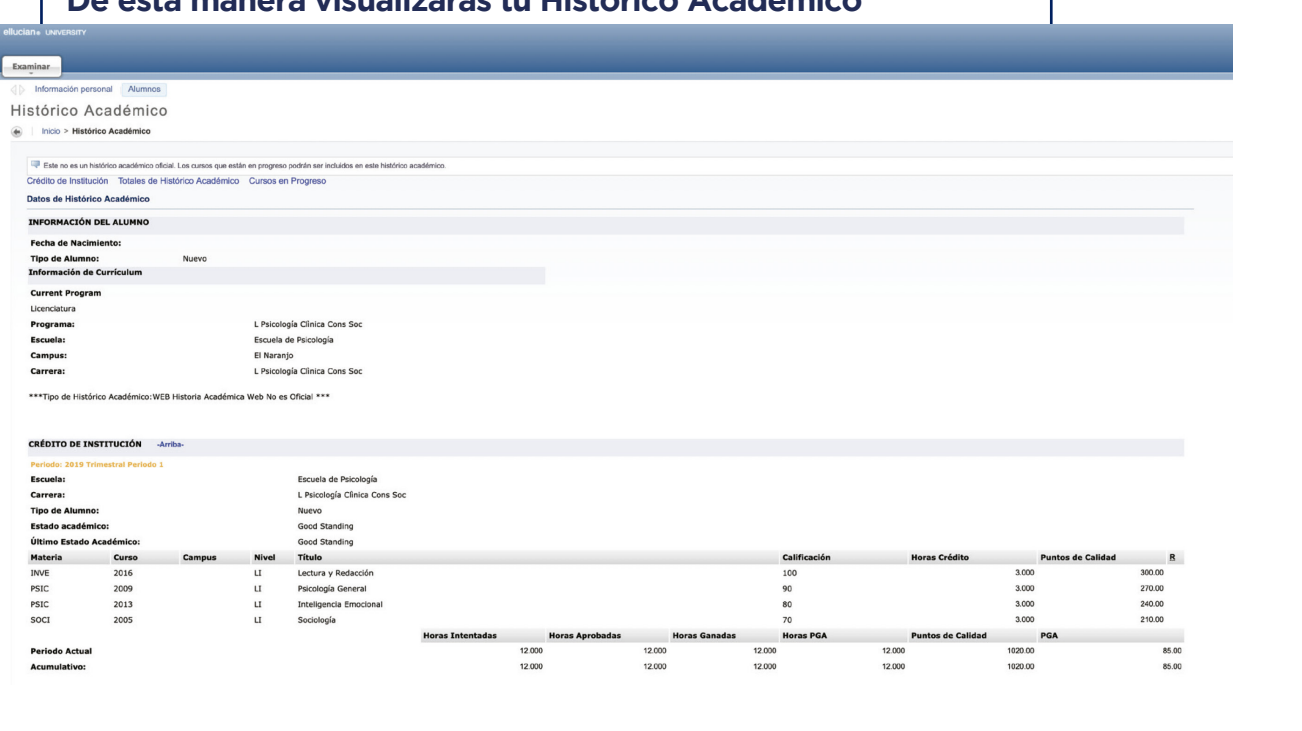 De esta manera visualizarás tu Histórico Académico
ellucian UNIVERSITY
Examinar
Información personal Alumnos
Histórico Académico
Inicio > Histórico Académico
Este no es un histórico académico oficial. Los cursos que están en progreso podrán ser incluidos en este histórico académico.
Crédito de Institución Totales de Histórico Académico Cursos en Progreso
Datos de Histórico Académico
INFORMACIÓN DEL ALUMNO
Fecha de Nacimiento:
Tipo de Alumno: Nuevo
Información de Currículum
Current Program
Licenciatura
Programa: L Psicología Clínica Cons Soc
Escuela: Escuela de Psicología
Campus: El Naranjo
Carrera: L Psicología Clínica Cons Soc
***Tipo de Histórico Académico:WEB Historia Académica Web No es Oficial ***
CRÉDITO DE INSTITUCIÓN -Arriba-
Periodo: 2019 Trimestral Periodo 1
Escuela: Escuela de Psicología
Carrera: L Psicología Clínica Cons Soc
Tipo de Alumno: Nuevo
Estado académico: Good Standing
Último Estado Académico: Good Standing
Materia Curso Campus Nivel Título Calificación Horas Crédito Puntos de Calidad R
INVE 2016 LI Lectura y Redacción 100 3.000 300.00
PSIC 2009 LI Psicología General 90 3.000 270.00
PSIC 2013 LI Inteligencia Emocional 80 3.000 240.00
SOCI 2005 LI Sociología 70 3.000 210.00
Horas Intentadas Horas Aprobadas Horas Ganadas Horas PGA Puntos de Calidad PGA
Periodo Actual 12.000 12.000 12.000 12.000 1020.00 85.00
Acumulativo: 12.000 12.000 12.000 12.000 1020.00 85.00